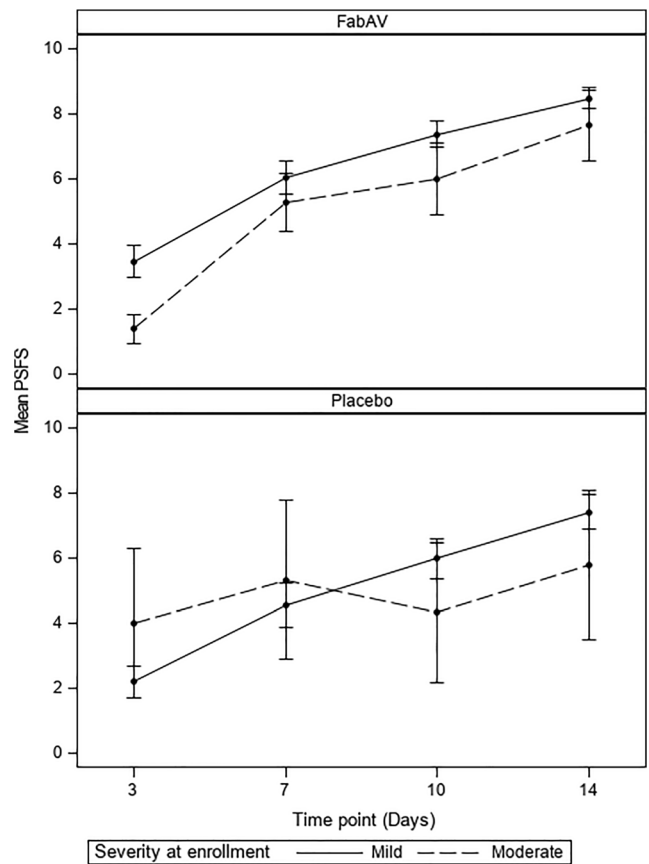 FabAV
10
8
6
4
2
0
Mean PSFS
Placebo
10
8
6
4
2
0
3 7 10 14
Time point (Days)
Severity at enrollment Mild Moderate